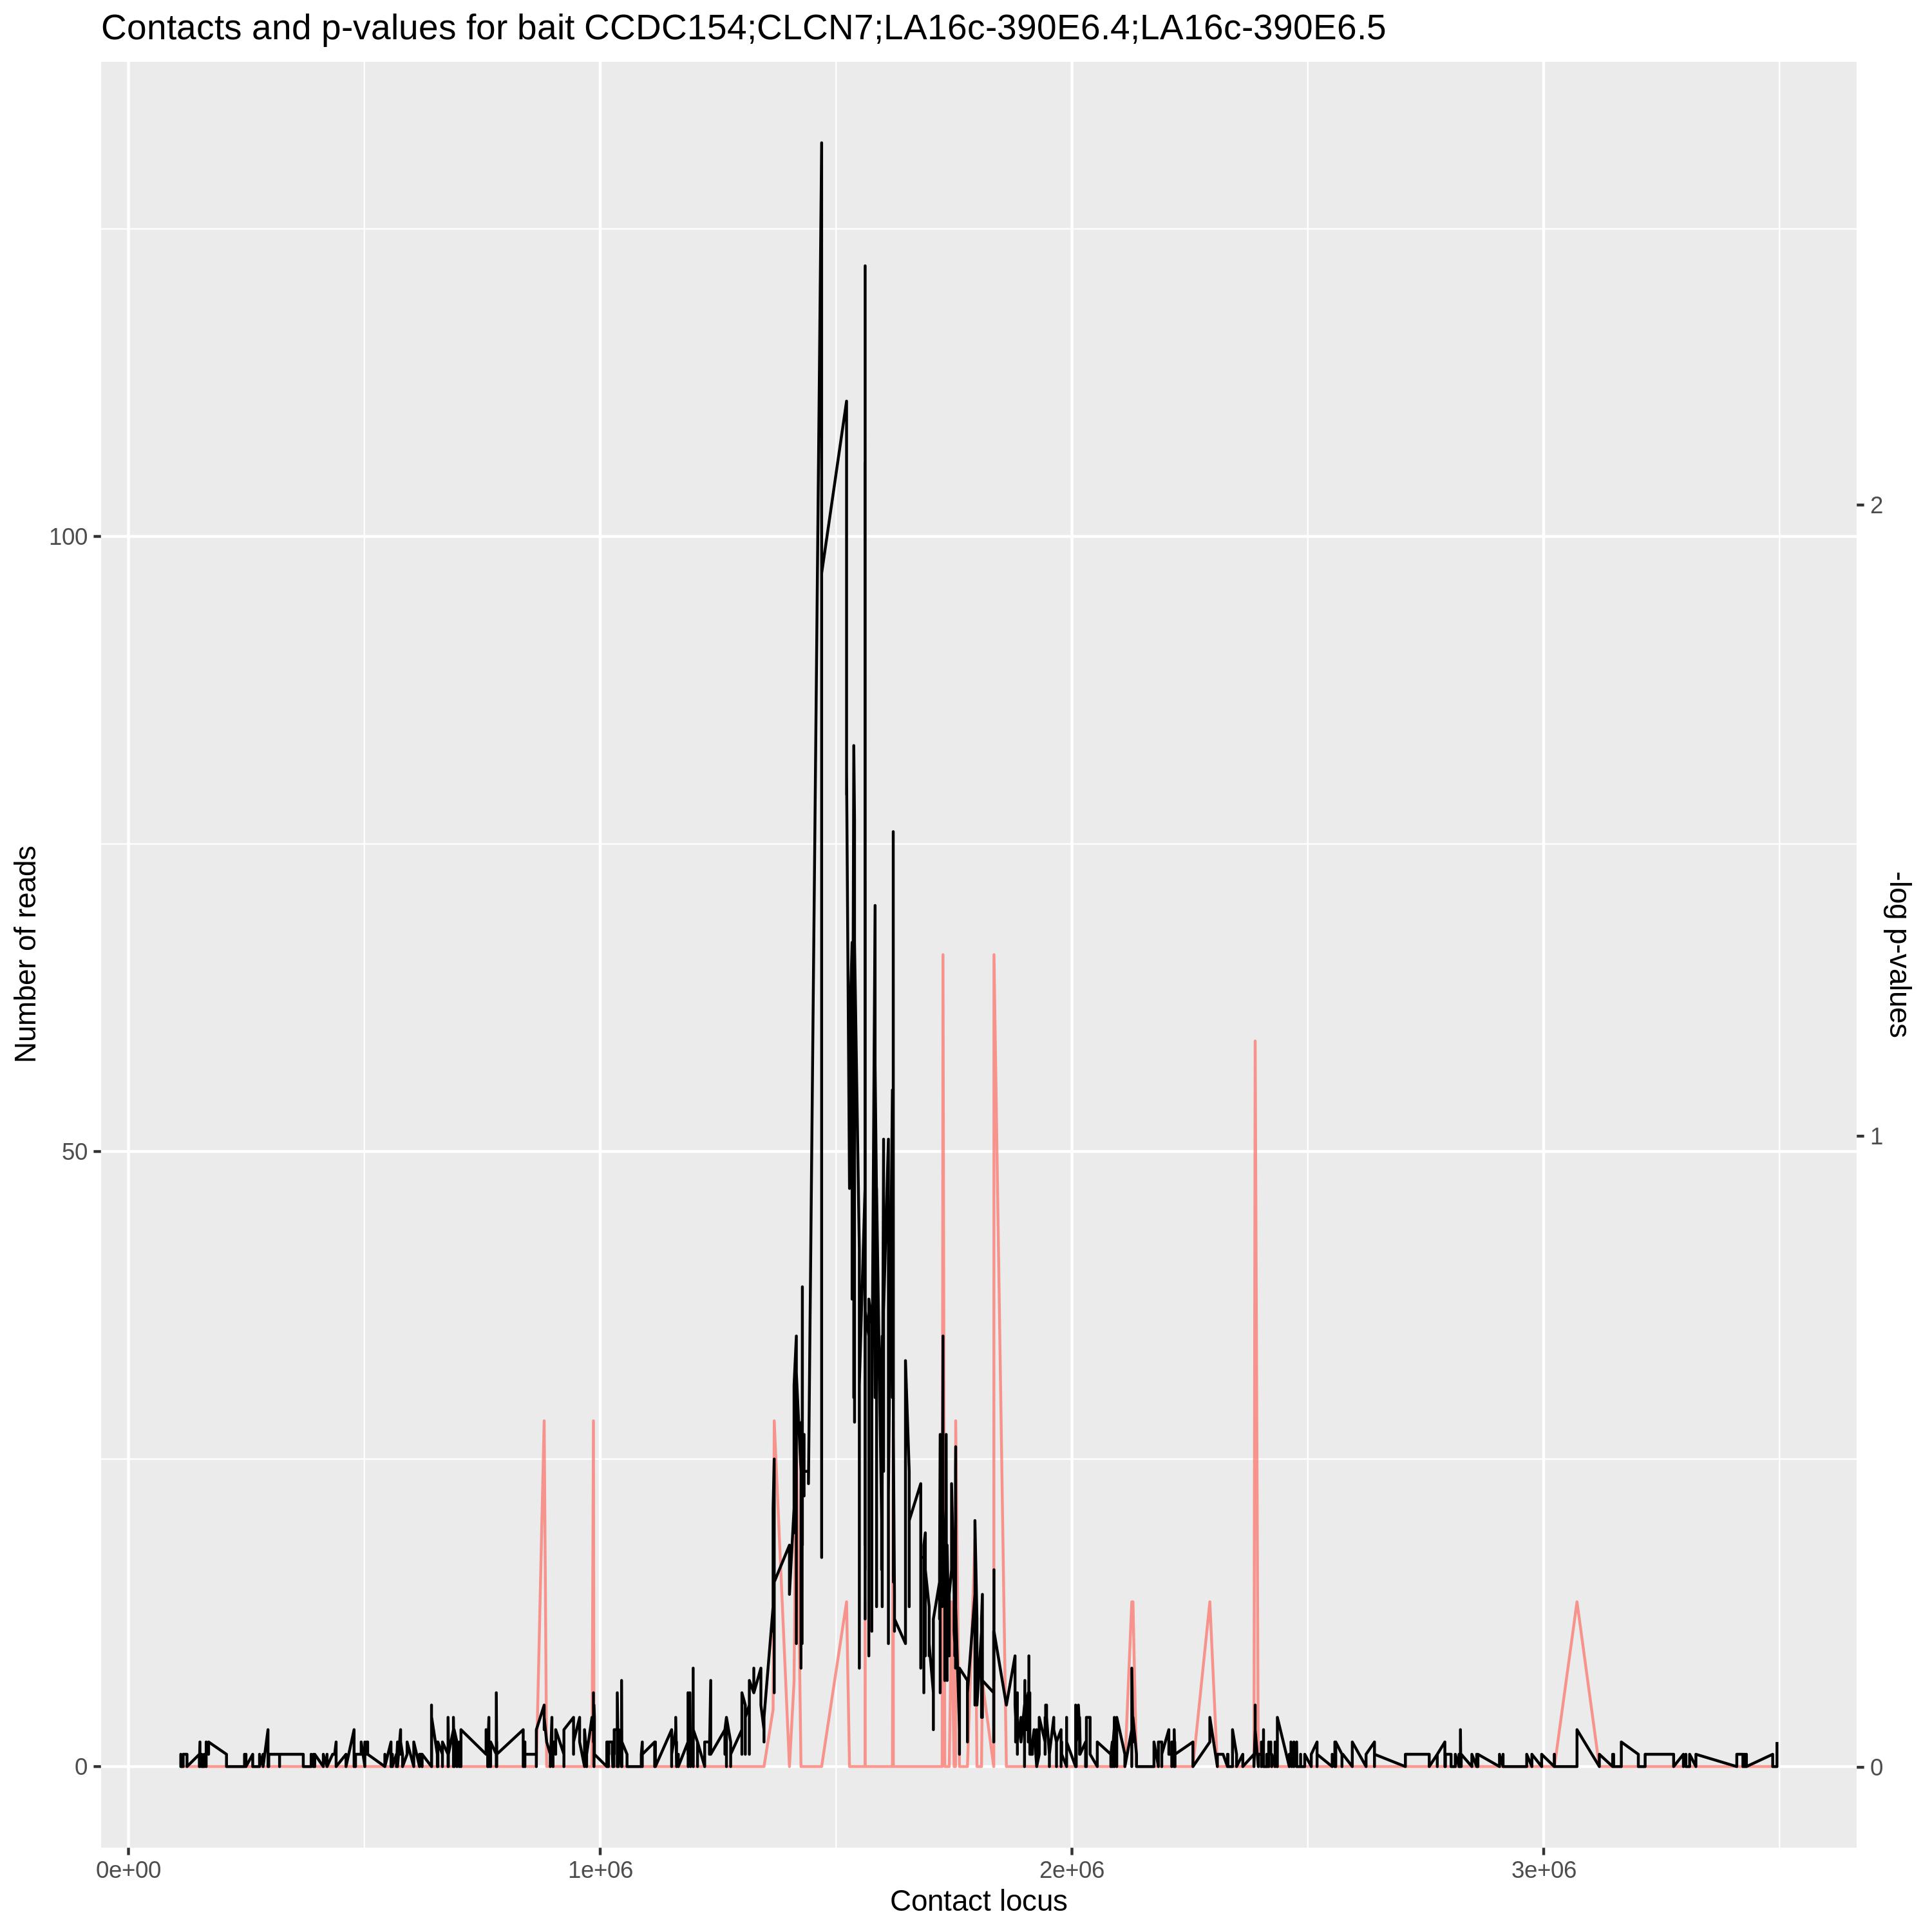 Contacts and p-values for bait CCDC154;CLCN7;LA16c-390E6.4;LA16c-390E6.5
100
50
0
Number of reads
2
1
0
-log p-values
0e+00
1e+06
2e+06
3e+06
Contact locus